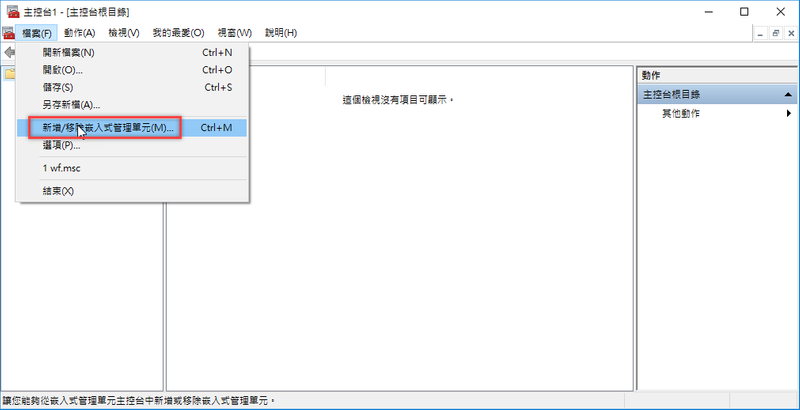 主控台1 - [主控台根目錄]
檔案(F) 動作(A) 檢視(V) 我的最愛(O) 視窗(W) 說明(H)
開新檔案(N) Ctrl+N
開啟(O)... Ctrl+O
儲存(S) Ctrl+S
另存新檔(A)...
新增/移除嵌入式管理單元(M)... Ctrl+M
選項(P)...
1 wf.msc
結束(X)
這個檢視沒有項目可顯示。
動作
主控台根目錄
其他動作
讓您能夠從嵌入式管理單元主控台中新增或移除嵌入式管理單元。